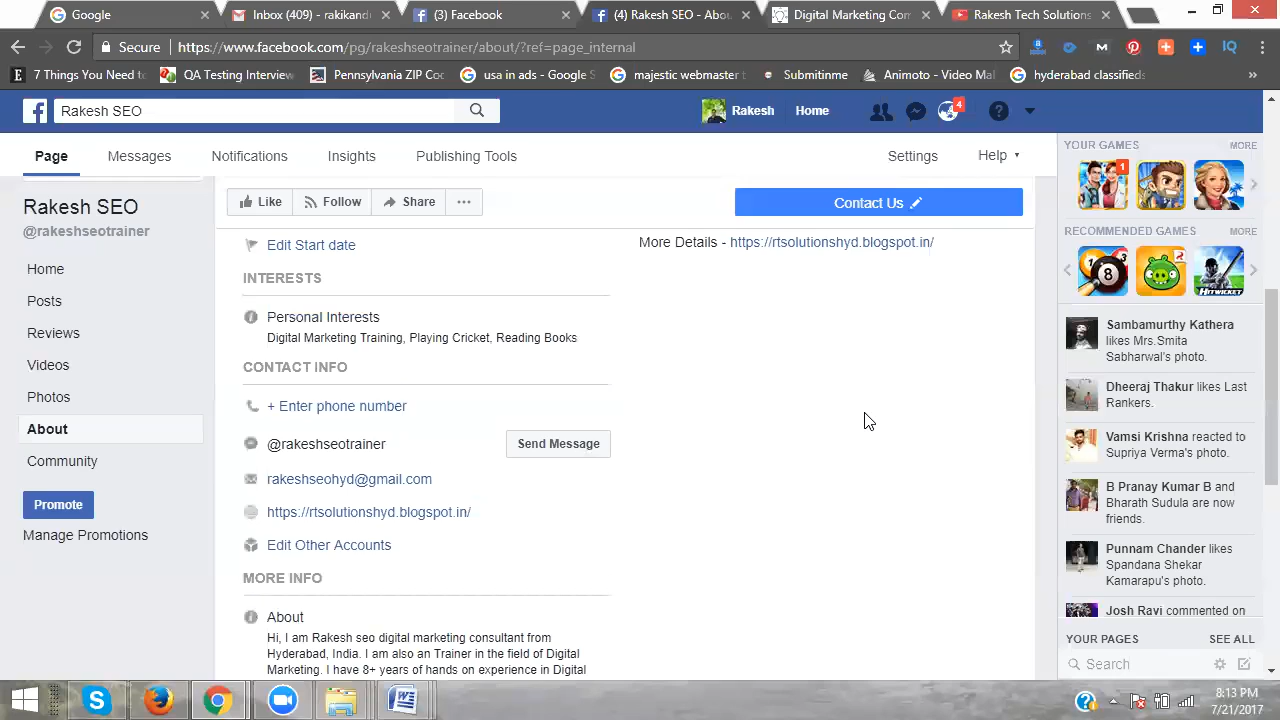 Google
Inbox (409) - rakikandu
(3) Facebook
(4) Rakesh SEO - Abou
Digital Marketing Com
Rakesh Tech Solutions
Secure
https://www.facebook.com/pg/rakeshseotrainer/about/?ref=page_internal
7 Things You Need to
QA Testing Interview
Pennsylvania ZIP Coc
usa in ads - Google S
majestic webmaster t
Submitinme
Animoto - Video Mal
hyderabad classifieds
»
Rakesh SEO
Rakesh
Home
4
Page
Messages
Notifications
Insights
Publishing Tools
Settings
Help
Rakesh SEO
@rakeshseotrainer
Home
Posts
Reviews
Videos
Photos
About
Community
Promote
Manage Promotions
Like
Follow
Share
...
Contact Us
Edit Start date
INTERESTS
Personal Interests
Digital Marketing Training, Playing Cricket, Reading Books
CONTACT INFO
+ Enter phone number
@rakeshseotrainer
Send Message
rakeshseohyd@gmail.com
https://rtsolutionshyd.blogspot.in/
Edit Other Accounts
MORE INFO
About
Hi, I am Rakesh seo digital marketing consultant from
Hyderabad, India. I am also an Trainer in the field of Digital
Marketing. I have 8+ years of hands on experience in Digital
More Details - https://rtsolutionshyd.blogspot.in/
YOUR GAMES
MORE
1
RECOMMENDED GAMES
MORE
8
HITWICKET
Sambamurthy Kathera
likes Mrs.Smita
Sabharwal's photo.
Dheeraj Thakur likes Last
Rankers.
Vamsi Krishna reacted to
Supriya Verma's photo.
B Pranay Kumar B and
Bharath Sudula are now
friends.
Punnam Chander likes
Spandana Shekar
Kamarapu's photo.
Josh Ravi commented on
YOUR PAGES
SEE ALL
Search
8:13 PM
7/21/2017